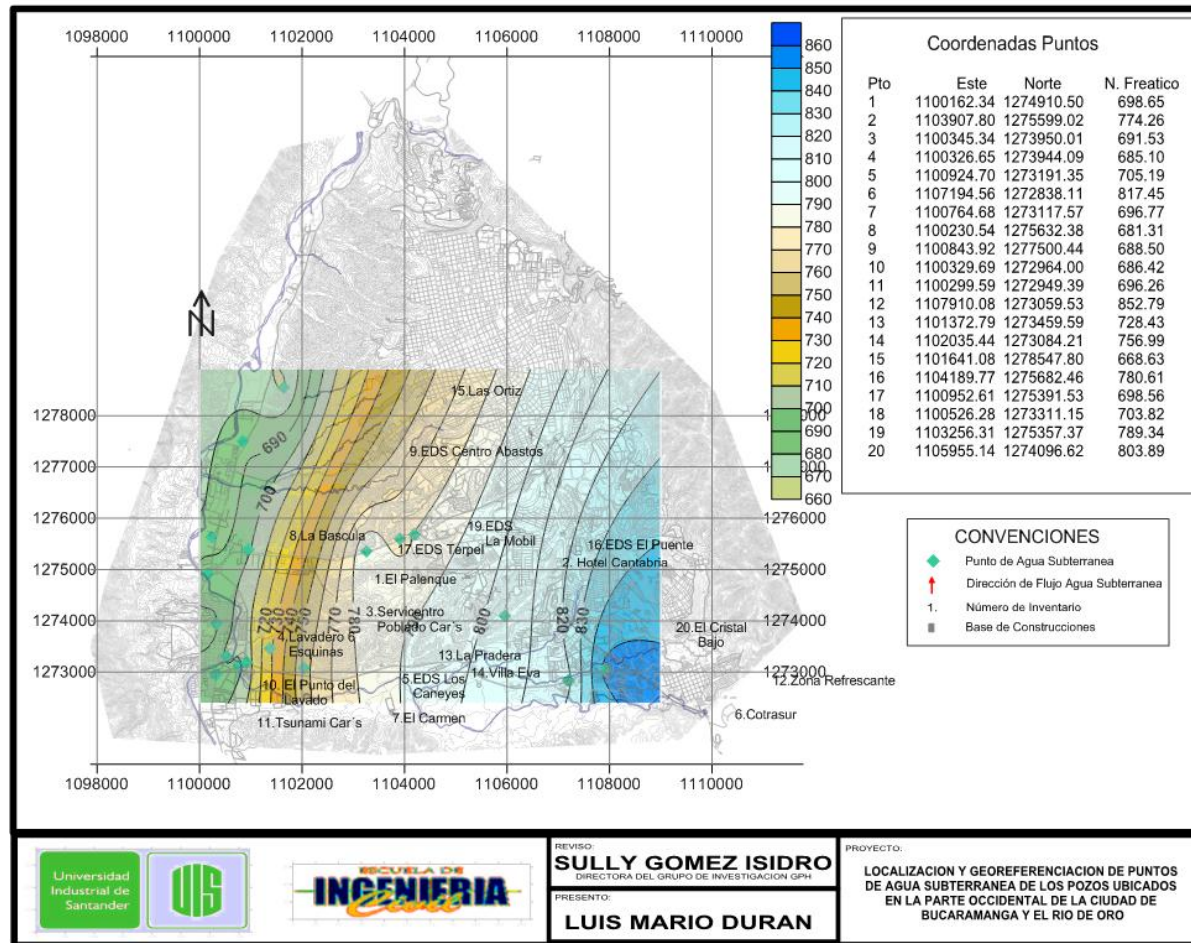 1098000 1100000 1102000 1104000 1106000 1108000 1110000
860
850
840
830
820
810
800
790
770
760
750
740
730
720
710
700
690
680
670
660
Coordenadas Puntos
Pto Este Norte N. Freatico
1 1100162.34 1274910.50 698.65
2 1103907.80 1275599.02 774.26
3 1100345.34 1273950.01 691.53
4 1100326.65 1273944.09 685.10
5 1100924.70 1273191.35 705.19
6 1107194.56 1272838.11 817.45
7 1100764.68 1273117.57 696.77
8 1100230.54 1275632.38 681.31
9 1100843.92 1277500.44 688.50
10 1100329.69 1272964.00 686.42
11 1100299.59 1272949.39 696.26
12 1107910.08 1273059.53 852.79
13 1101372.79 1273459.59 728.43
14 1102035.44 1273084.21 756.99
15 1101641.08 1278547.80 668.63
16 1104189.77 1275682.46 780.61
17 1100952.61 1275391.53 698.56
18 1100526.28 1273311.15 703.82
19 1103256.31 1275357.37 789.34
20 1105955.14 1274096.62 803.89
N
15.Las Ortiz
1278000
690
9.EDS Centro Abastos
1277000
700
1276000 1276000
8.La Bascula
17.EDS Terpel
19.EDS
La Mobil
16.EDS El Puente
2. Hotel Cantabria
1275000 1275000
1.El Palenque
3.Servicentro
Poblado Car's
1274000 1274000
720 730 740 750 770 780 800 820 830
4.Lavadero 6
Esquinas
13.La Pradera
20.El Cristal
Bajo
1273000 1273000
14.Villa Eva
5.EDS Los
Caneyes
12.Zona Refrescante
10. El Punto del
Lavado
11.Tsunami Car´s
7.El Carmen
6.Cotrasur
1098000 1100000 1102000 1104000 1106000 1108000 1110000
CONVENCIONES
Punto de Agua Subterranea
Dirección de Flujo Agua Subterranea
1. Número de Inventario
Base de Construcciones
Universidad
Industrial de
Santander
UIS
ESCUELA DE
INGENIERIA
Civil
REVISO:
SULLY GOMEZ ISIDRO
DIRECTORA DEL GRUPO DE INVESTIGACION GPH
PRESENTO:
LUIS MARIO DURAN
PROYECTO:
LOCALIZACION Y GEOREFERENCIACION DE PUNTOS
DE AGUA SUBTERRANEA DE LOS POZOS UBICADOS
EN LA PARTE OCCIDENTAL DE LA CIUDAD DE
BUCARAMANGA Y EL RIO DE ORO